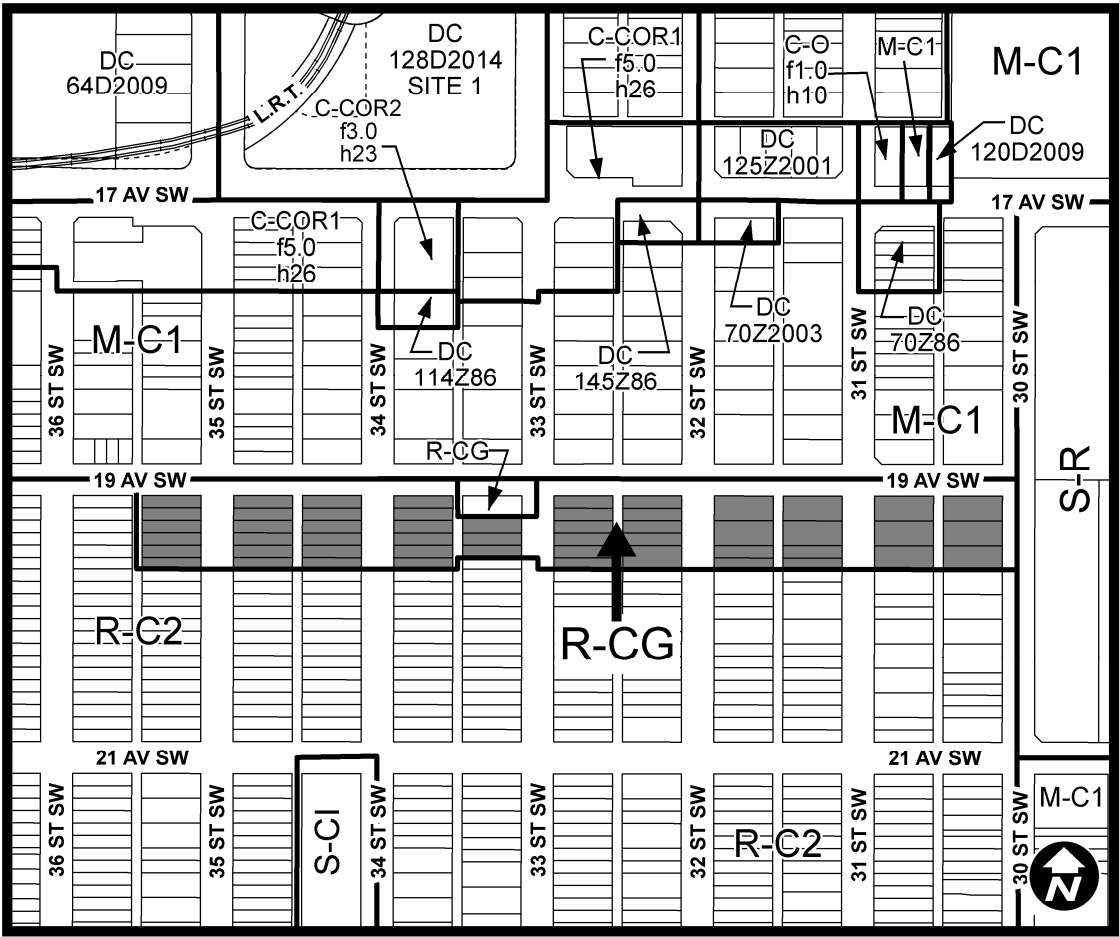 DC
64D2009
DC
128D2014
SITE 1
L.R.T.
C-COR2
f3.0
h23
C-COR1
f5.0
h26
C-O
f1.0
h10
M-C1
M-C1
DC
125Z2001
DC
120D2009
17 AV SW
17 AV SW
C-COR1
f5.0
h26
M-C1
DC
114Z86
DC
145Z86
DC
70Z2003
DC
70Z86
36 ST SW
35 ST SW
34 ST SW
33 ST SW
32 ST SW
31 ST SW
30 ST SW
M-C1
R-CG
19 AV SW
19 AV SW
S-R
R-C2
R-CG
21 AV SW
21 AV SW
36 ST SW
35 ST SW
S-CI
34 ST SW
33 ST SW
32 ST SW
R-C2
31 ST SW
30 ST SW
M-C1
N